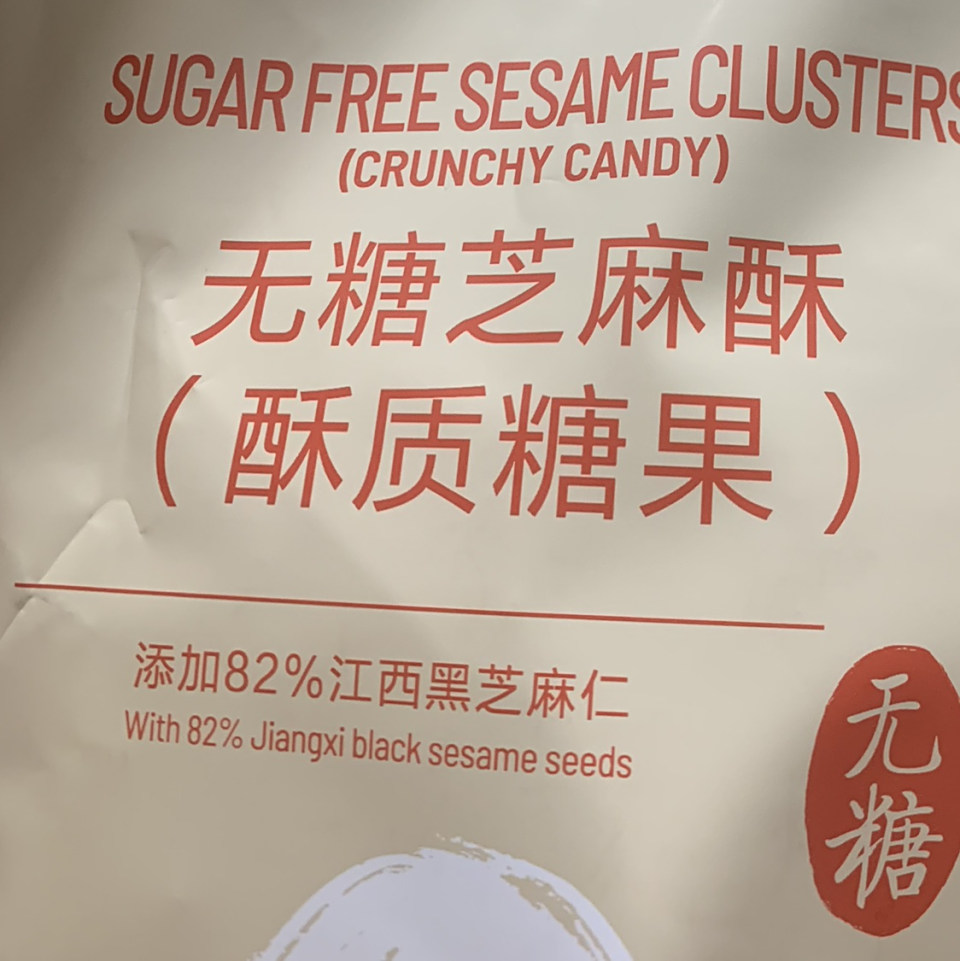 SUGAR FREE SESAME CLUSTERS
(CRUNCHY CANDY)
无糖芝麻酥
(酥质糖果)
添加82%江西黑芝麻仁
With 82% Jiangxi black sesame seeds
无糖